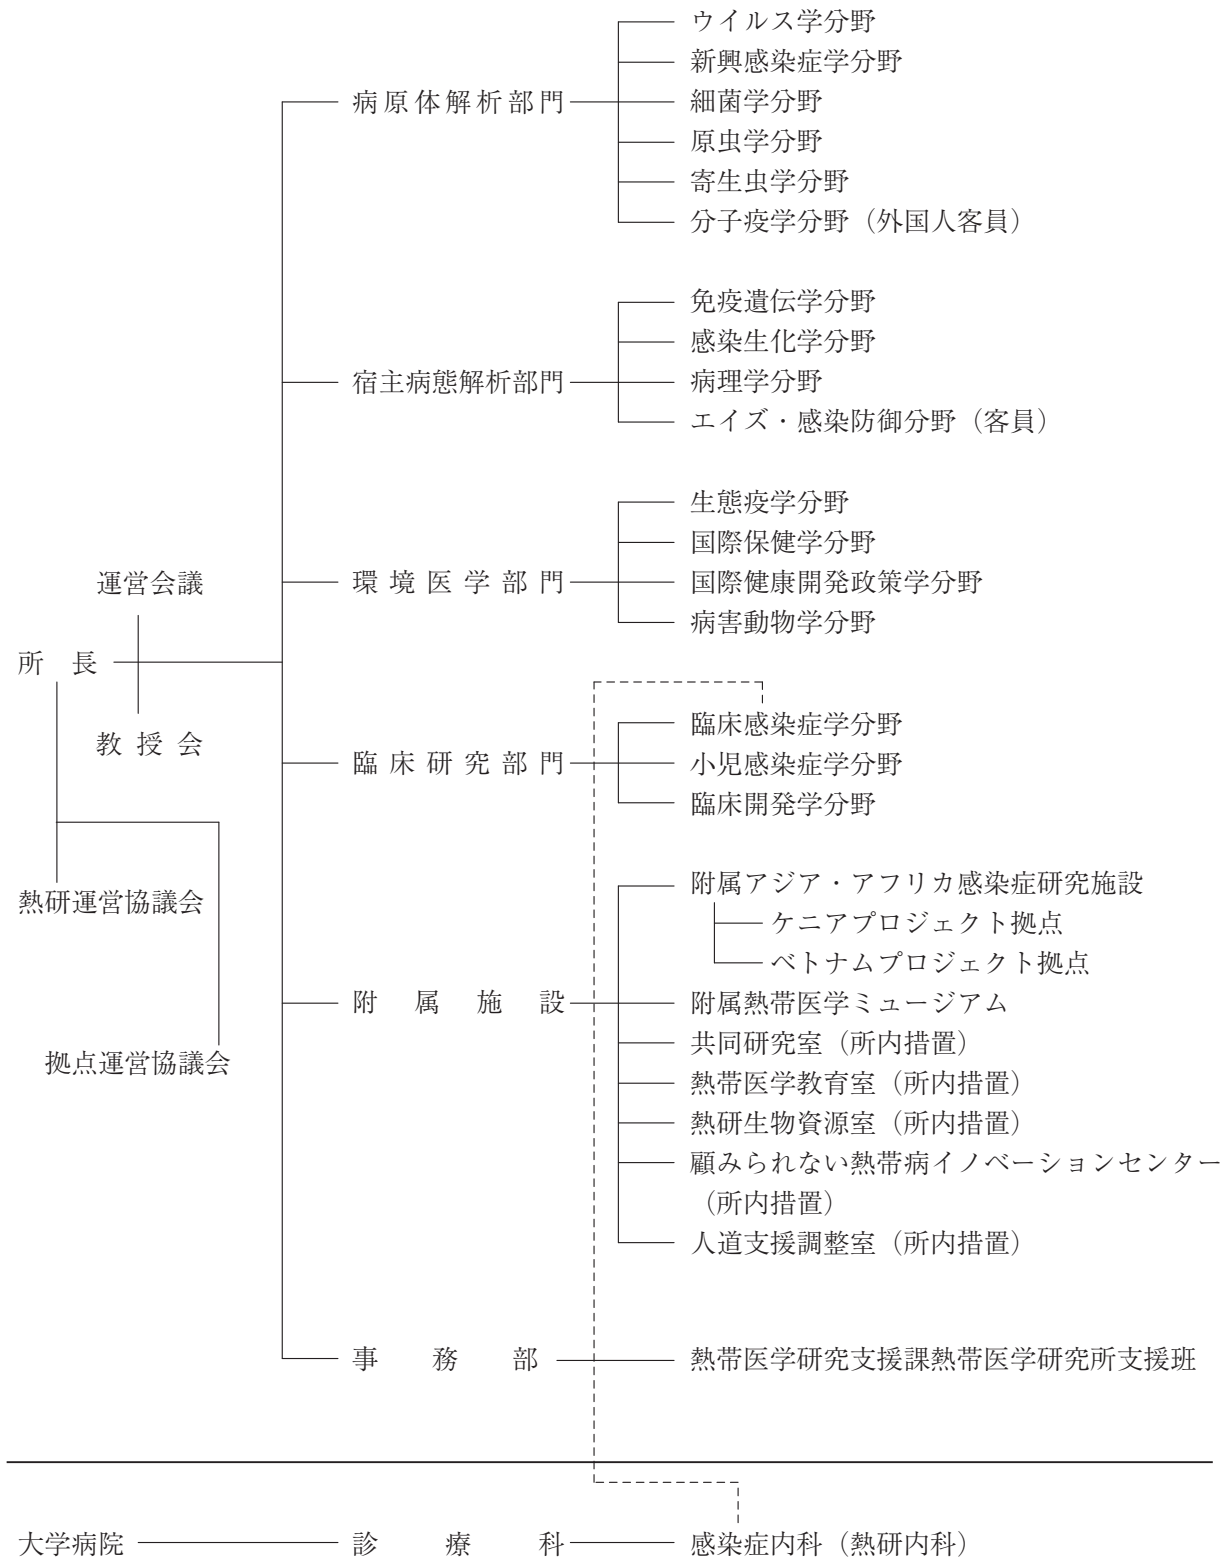 ウイルス学分野
新興感染症学分野
病原体解析部門
細菌学分野
原虫学分野
寄生虫学分野
分子疫学分野（外国人客員）
免疫遺伝学分野
感染生化学分野
宿主病態解析部門
病理学分野
エイズ・感染防御分野（客員）
生態疫学分野
国際保健学分野
運営会議
環境医学部門
国際健康開発政策学分野
病害動物学分野
所長
教授会
臨床感染症学分野
臨床研究部門
小児感染症学分野
臨床開発学分野
熱研運営協議会
附属アジア・アフリカ感染症研究施設
ケニアプロジェクト拠点
ベトナムプロジェクト拠点
附属施設
附属熱帯医学ミュージアム
拠点運営協議会
共同研究室（所内措置）
熱帯医学教育室（所内措置）
熱研生物資源室（所内措置）
顧みられない熱帯病イノベーションセンター
（所内措置）
人道支援調整室（所内措置）
事務部
熱帯医学研究支援課熱帯医学研究所支援班
大学病院
診療科
感染症内科（熱研内科）